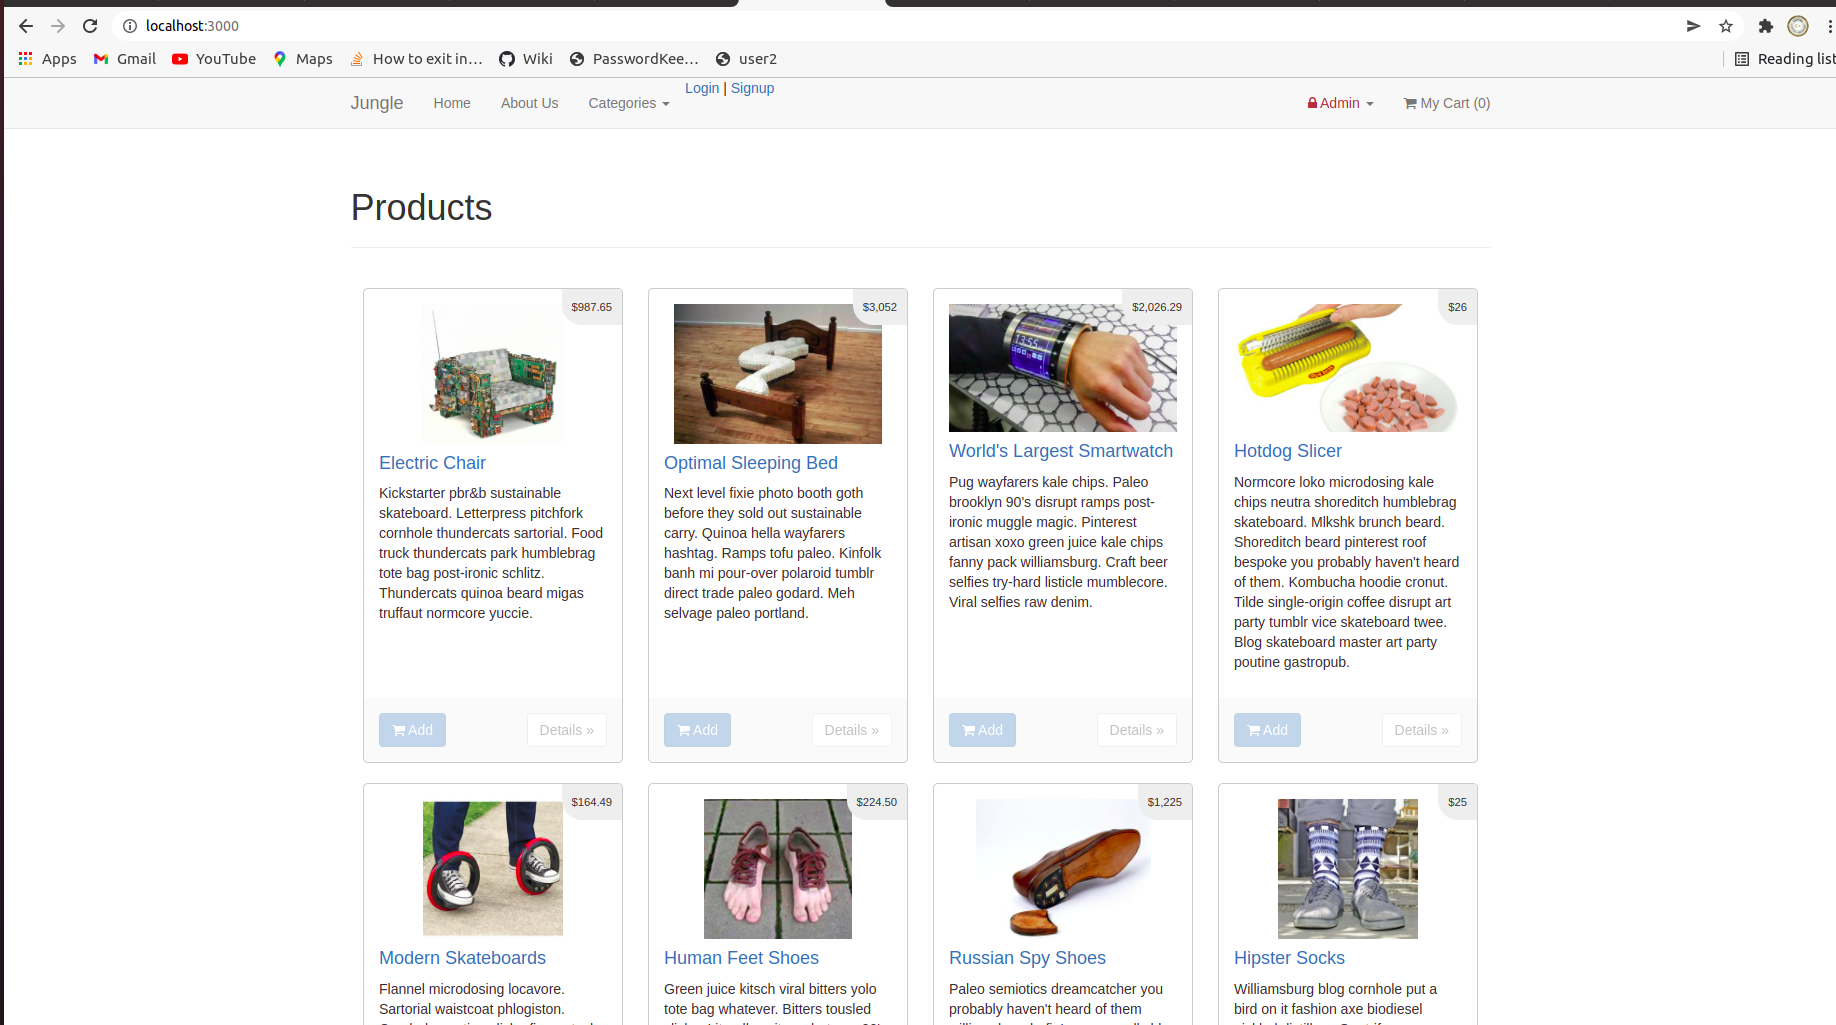 localhost:3000
Apps Gmail YouTube Maps How to exit in... Wiki PasswordKee... user2 Reading list
Jungle Home About Us Categories Login | Signup Admin My Cart (0)
Products
$987.65
Electric Chair
Kickstarter pbr&b sustainable
skateboard. Letterpress pitchfork
cornhole thundercats sartorial. Food
truck thundercats park humblebrag
tote bag post-ironic schlitz.
Thundercats quinoa beard migas
truffaut normcore yuccie.
Add Details »
$3,052
Optimal Sleeping Bed
Next level fixie photo booth goth
before they sold out sustainable
carry. Quinoa hella wayfarers
hashtag. Ramps tofu paleo. Kinfolk
banh mi pour-over polaroid tumblr
direct trade paleo godard. Meh
selvage paleo portland.
Add Details »
$2,026.29
13:55
World's Largest Smartwatch
Pug wayfarers kale chips. Paleo
brooklyn 90's disrupt ramps post-
ironic muggle magic. Pinterest
artisan xoxo green juice kale chips
fanny pack williamsburg. Craft beer
selfies try-hard listicle mumblecore.
Viral selfies raw denim.
Add Details »
$26
Hotdog Slicer
Normcore loko microdosing kale
chips neutra shoreditch humblebrag
skateboard. Mlkshk brunch beard.
Shoreditch beard pinterest roof
bespoke you probably haven't heard
of them. Kombucha hoodie cronut.
Tilde single-origin coffee disrupt art
party tumblr vice skateboard twee.
Blog skateboard master art party
poutine gastropub.
Add Details »
$164.49
Modern Skateboards
Flannel microdosing locavore.
Sartorial waistcoat phlogiston.
$224.50
Human Feet Shoes
Green juice kitsch viral bitters yolo
tote bag whatever. Bitters tousled
$1,225
Russian Spy Shoes
Paleo semiotics dreamcatcher you
probably haven't heard of them
$25
Hipster Socks
Williamsburg blog cornhole put a
bird on it fashion axe biodiesel